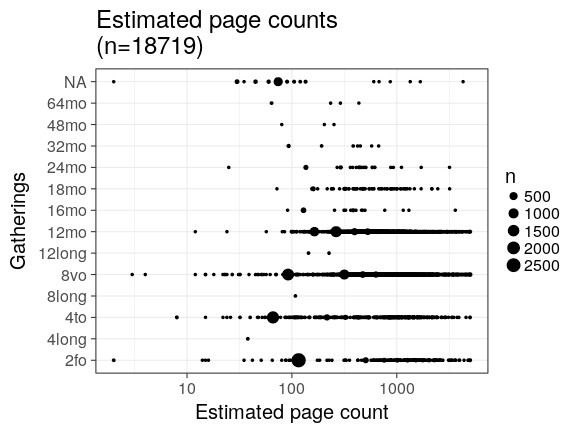 Estimated page counts
(n=18719)
NA
64mo
48mo
32mo
24mo
18mo
16mo
12mo
12long
8vo
8long
4to
4long
2fo
Gatherings
10
100
1000
Estimated page count
n
500
1000
1500
2000
2500